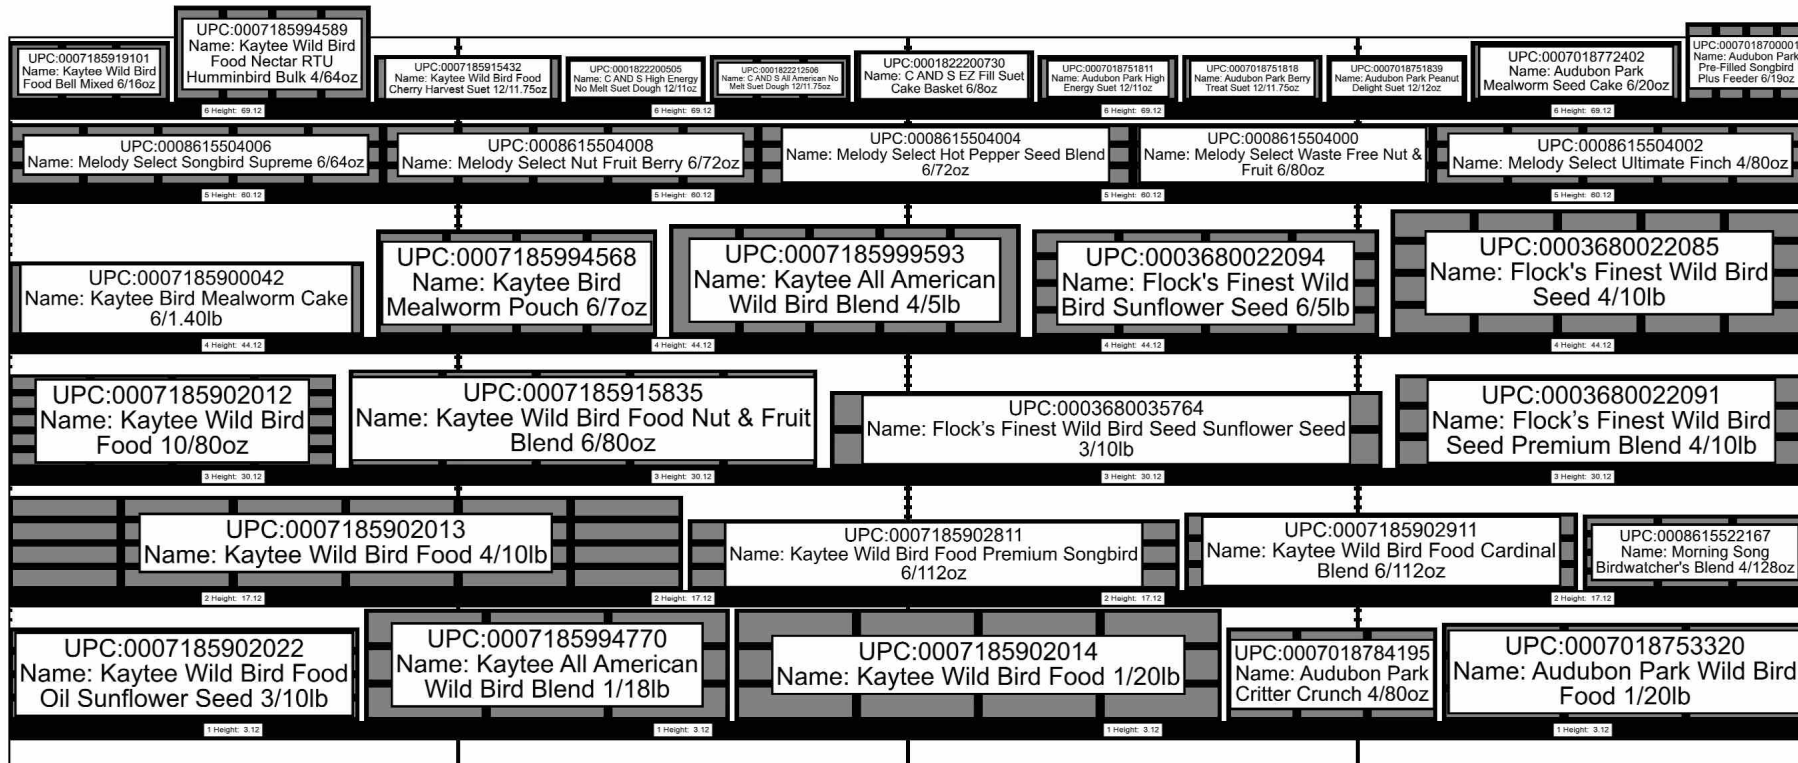 UPC:0007185919101
Name: Kaytee Wild Bird
Food Bell Mixed 6/16oz
UPC:0007185994589
Name: Kaytee Wild Bird
Food Nectar RTU
Humminbird Bulk 4/64oz
UPC:0007185915432
Name: Kaytee Wild Bird Food
Cherry Harvest Suet 12/11.75oz
UPC:0001822200505
Name: C AND S High Energy
No Melt Suet Dough 12/11oz
UPC:0001822212506
Name: C AND S All American No
Melt Suet Dough 12/11.75oz
UPC:0001822200730
Name: C AND S EZ Fill Suet
Cake Basket 6/8oz
UPC:0007018751811
Name: Audubon Park High
Energy Suet 12/11oz
UPC:0007018751818
Name: Audubon Park Berry
Treat Suet 12/11.75oz
UPC:0007018751839
Name: Audubon Park Peanut
Delight Suet 12/12oz
UPC:0007018772402
Name: Audubon Park
Mealworm Seed Cake 6/20oz
UPC:0007018700001
Name: Audubon Park
Pre-Filled Songbird
Plus Feeder 6/19oz
6 Height: 69.12
6 Height: 69.12
6 Height: 69.12
6 Height: 69.12
UPC:0008615504006
Name: Melody Select Songbird Supreme 6/64oz
UPC:0008615504008
Name: Melody Select Nut Fruit Berry 6/72oz
UPC:0008615504004
Name: Melody Select Hot Pepper Seed Blend
6/72oz
UPC:0008615504000
Name: Melody Select Waste Free Nut &
Fruit 6/80oz
UPC:0008615504002
Name: Melody Select Ultimate Finch 4/80oz
5 Height: 60.12
5 Height: 60.12
5 Height: 60.12
5 Height: 60.12
UPC:0007185900042
Name: Kaytee Bird Mealworm Cake
6/1.40lb
UPC:0007185994568
Name: Kaytee Bird
Mealworm Pouch 6/7oz
UPC:0007185999593
Name: Kaytee All American
Wild Bird Blend 4/5lb
UPC:0003680022094
Name: Flock's Finest Wild
Bird Sunflower Seed 6/5lb
UPC:0003680022085
Name: Flock's Finest Wild Bird
Seed 4/10lb
4 Height: 44.12
4 Height: 44.12
4 Height: 44.12
4 Height: 44.12
UPC:0007185902012
Name: Kaytee Wild Bird
Food 10/80oz
UPC:0007185915835
Name: Kaytee Wild Bird Food Nut & Fruit
Blend 6/80oz
UPC:0003680035764
Name: Flock’s Finest Wild Bird Seed Sunflower Seed
3/10lb
UPC:0003680022091
Name: Flock’s Finest Wild Bird
Seed Premium Blend 4/10lb
3 Height: 30.12
3 Height: 30.12
3 Height: 30.12
3 Height: 30.12
UPC:0007185902013
Name: Kaytee Wild Bird Food 4/10lb
UPC:0007185902811
Name: Kaytee Wild Bird Food Premium Songbird
6/112oz
UPC:0007185902911
Name: Kaytee Wild Bird Food Cardinal
Blend 6/112oz
UPC:0008615522167
Name: Morning Song
Birdwatcher's Blend 4/128oz
2 Height: 17.12
2 Height: 17.12
2 Height: 17.12
2 Height: 17.12
UPC:0007185902022
Name: Kaytee Wild Bird Food
Oil Sunflower Seed 3/10lb
UPC:0007185994770
Name: Kaytee All American
Wild Bird Blend 1/18lb
UPC:0007185902014
Name: Kaytee Wild Bird Food 1/20lb
UPC:0007018784195
Name: Audubon Park
Critter Crunch 4/80oz
UPC:0007018753320
Name: Audubon Park Wild Bird
Food 1/20lb
1 Height: 3.12
1 Height: 3.12
1 Height: 3.12
1 Height: 3.12